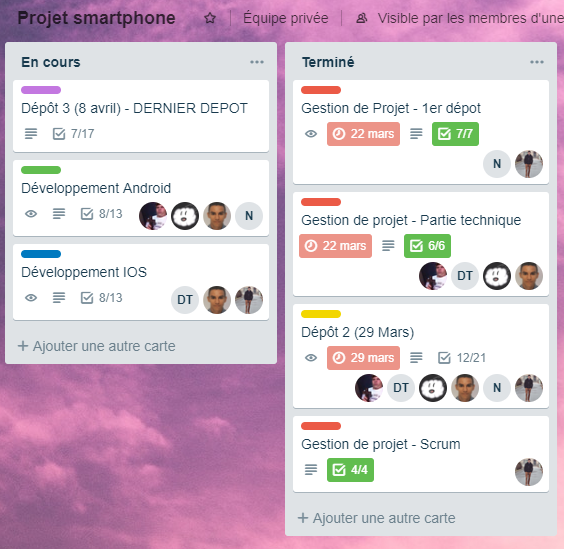 Projet smartphone
Équipe privée
Visible par les membres d'une
En cours
Dépôt 3 (8 avril) - DERNIER DEPOT
7/17
Développement Android
8/13
N
Développement IOS
8/13
DT
+ Ajouter une autre carte
Terminé
Gestion de Projet - 1er dépot
22 mars
7/7
N
Gestion de projet - Partie technique
22 mars
6/6
DT
Dépôt 2 (29 Mars)
29 mars
12/21
DT
N
Gestion de projet - Scrum
4/4
+ Ajouter une autre carte